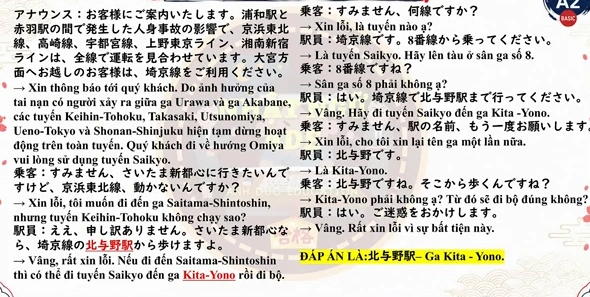 アナウンス：お客様にご案内いたします。浦和駅と
赤羽駅の間で発生した人身事故の影響で、京浜東北
線、高崎線、宇都宮線、上野東京ライン、湘南新宿
ラインは、全線で運転を見合わせています。大宮方
面へお越しのお客様は、埼京線をご利用ください。
→ Xin thông báo tới quý khách. Do ảnh hưởng của
tai nạn có người xảy ra giữa ga Urawa và ga Akabane,
các tuyến Keihin-Tohoku, Takasaki, Utsunomiya,
Ueno-Tokyo và Shonan-Shinjuku hiện tạm dừng hoạt
động trên toàn tuyến. Quý khách đi về hướng Omiya
vui lòng sử dụng tuyến Saikyo.
乗客：すみません、さいたま新都心に行きたいんで
すけど、京浜東北線、動かないんですか？
→ Xin lỗi, tôi muốn đi đến ga Saitama-Shintoshin,
nhưng tuyến Keihin-Tohoku không chạy sao?
駅員：ええ、申し訳ありません。さいたま新都心な
ら、埼京線の北与野駅から歩けますよ。
→ Vâng, rất xin lỗi. Nếu đi đến Saitama-Shintoshin
thì có thể đi tuyến Saikyo đến ga Kita-Yono rồi đi bộ.
乗客：すみません、何線ですか？
→ Xin lỗi, là tuyến nào ạ?
駅員：埼京線です。8番線から乗ってください。
→ Là tuyến Saikyo. Hãy lên tàu ở sân ga số 8.
乗客：8番線ですね？
→ Sân ga số 8 phải không ạ?
駅員：はい。埼京線で北与野駅まで行ってください。
→ Vâng. Hãy đi tuyến Saikyo đến ga Kita -Yono.
乗客：すみません、駅の名前、もう一度お願いします。
→ Xin lỗi, cho tôi xin lại tên ga một lần nữa.
駅員：北与野です。
→ Là Kita-Yono.
乗客：北与野ですね。そこから歩くんですね？
→ Kita-Yono phải không ạ? Từ đó sẽ đi bộ đúng không?
駅員：はい。ご迷惑をおかけします。
→ Vâng. Rất xin lỗi vì sự bất tiện này.
ĐÁP ÁN LÀ:北与野駅– Ga Kita - Yono.
A2
BASIC
合格